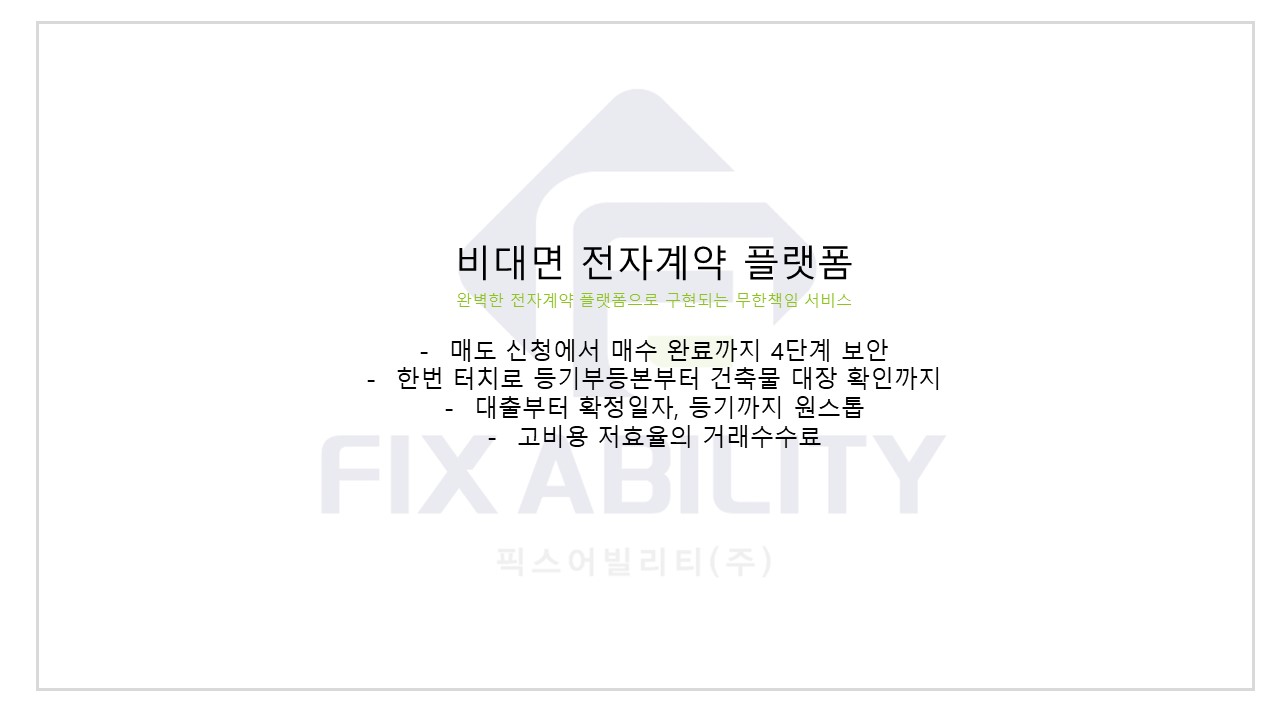 비대면 전자계약 플랫폼
완벽한 전자계약 플랫폼으로 구현되는 무한책임 서비스
- 매도 신청에서 매수 완료까지 4단계 보안
- 한번 터치로 등기부등본부터 건축물 대장 확인까지
- 대출부터 확정일자, 등기까지 원스톱
- 고비용 저효율의 거래수수료
FIX ABILITY
픽스어빌리티(주)